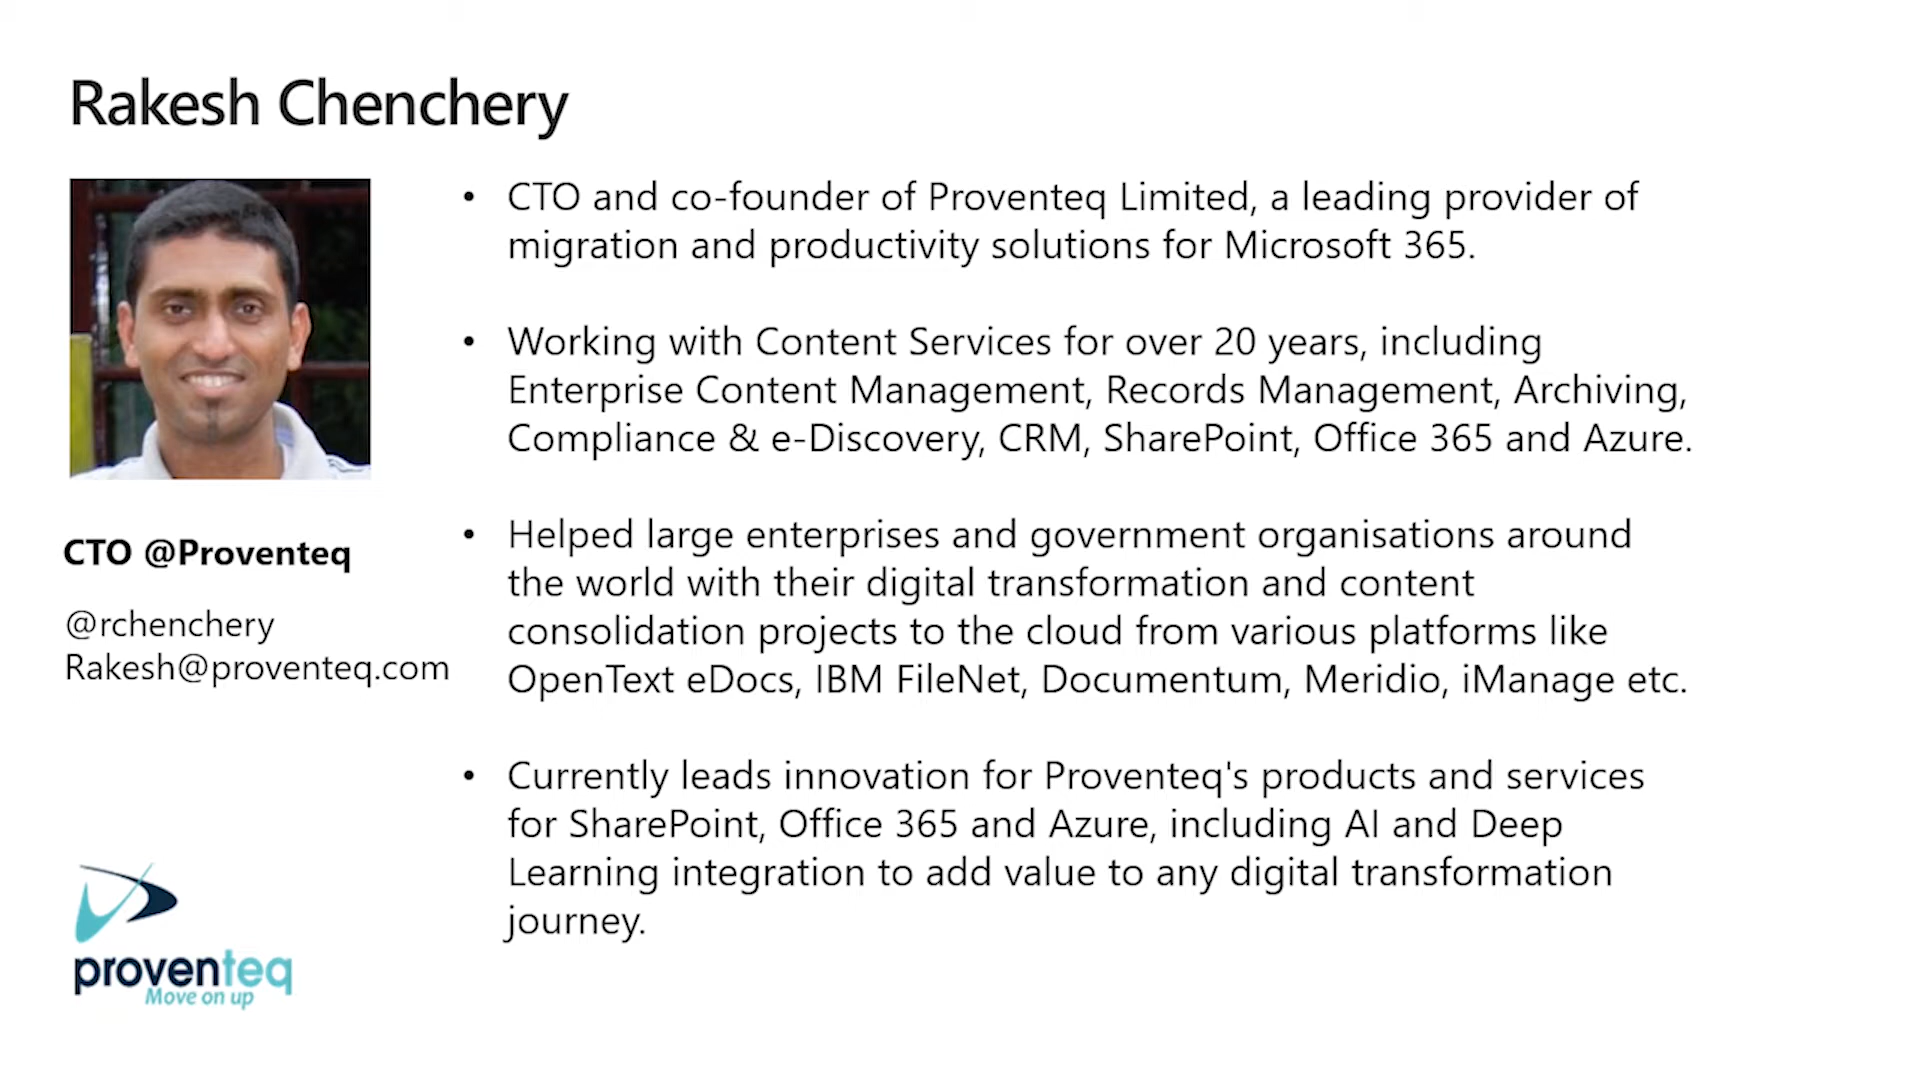 Rakesh Chenchery
CTO @Proventeq
@rchenchery
Rakesh@proventeq.com
proventeq
Move on up
• CTO and co-founder of Proventeq Limited, a leading provider of
migration and productivity solutions for Microsoft 365.
• Working with Content Services for over 20 years, including
Enterprise Content Management, Records Management, Archiving,
Compliance & e-Discovery, CRM, SharePoint, Office 365 and Azure.
• Helped large enterprises and government organisations around
the world with their digital transformation and content
consolidation projects to the cloud from various platforms like
OpenText eDocs, IBM FileNet, Documentum, Meridio, iManage etc.
• Currently leads innovation for Proventeq's products and services
for SharePoint, Office 365 and Azure, including AI and Deep
Learning integration to add value to any digital transformation
journey.